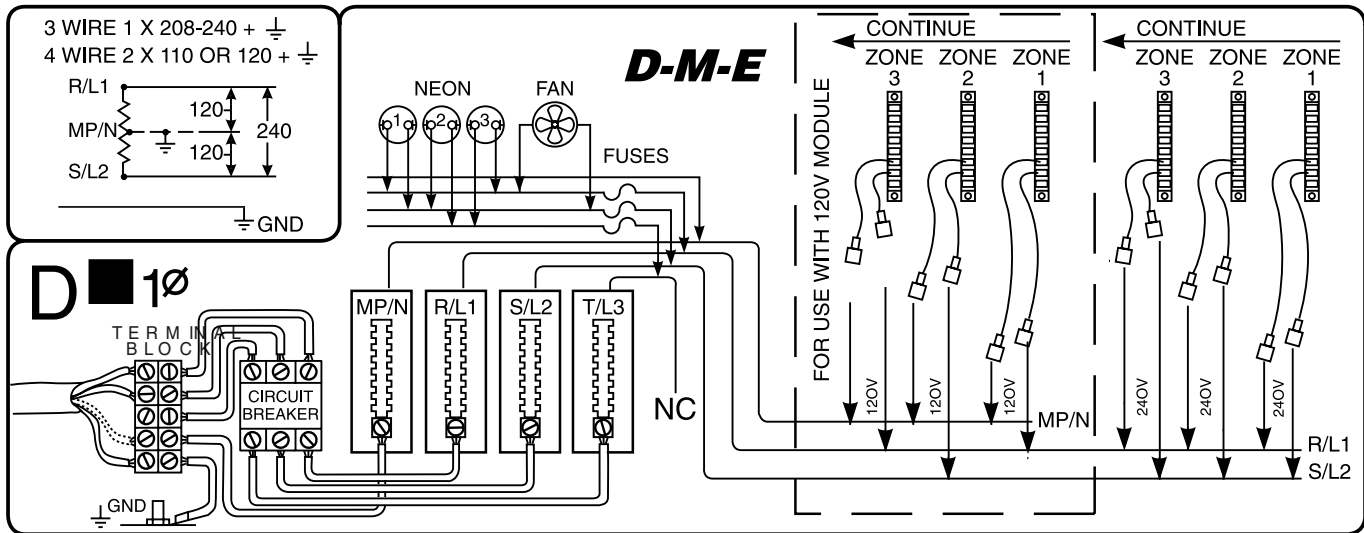 3 WIRE 1 X 208-240 +
4 WIRE 2 X 110 OR 120 +
R/L1
120
MP/N
240
120
S/L2
GND
D-M-E
NEON
FAN
1
2
3
FUSES
FOR USE WITH 120V MODULE
CONTINUE
ZONE 3
ZONE 2
ZONE 1
CONTINUE
ZONE 3
ZONE 2
ZONE 1
D 1Ø
TERMINAL
BLOCK
CIRCUIT
BREAKER
GND
MP/N
R/L1
S/L2
T/L3
NC
120V
120V
120V
240V
240V
240V
MP/N
R/L1
S/L2